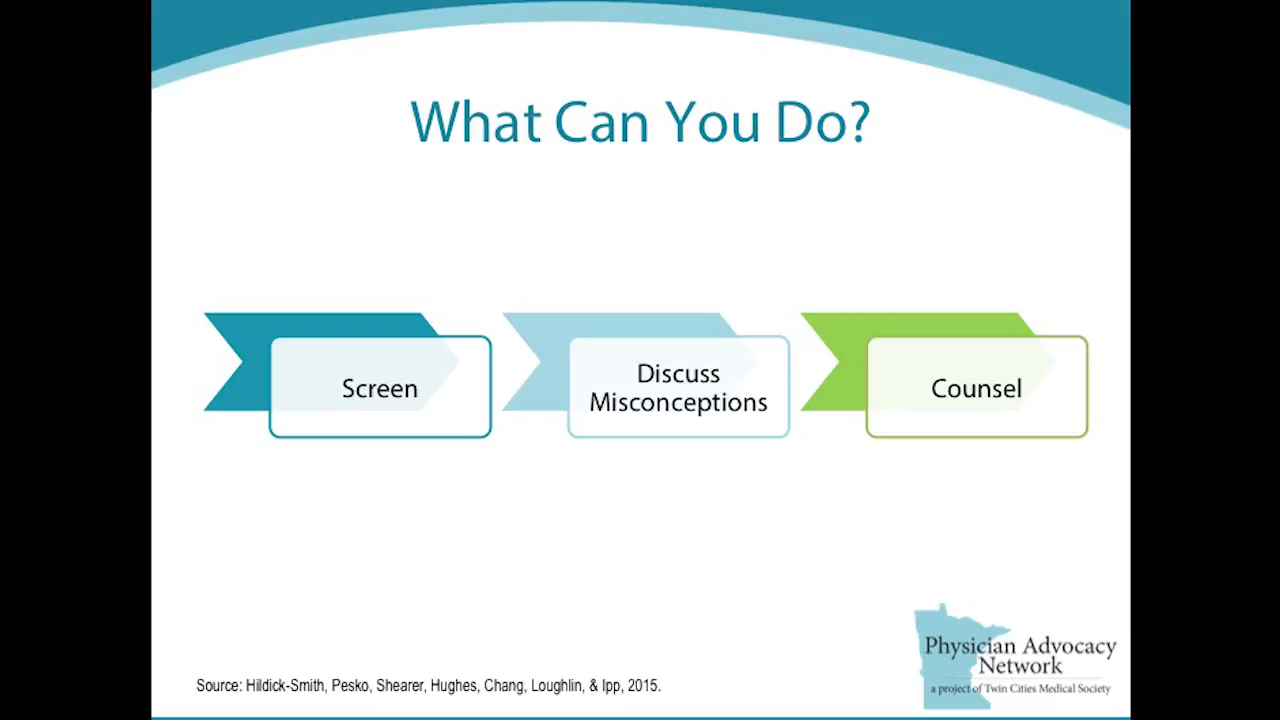 What Can You Do?
Screen
Discuss
Misconceptions
Counsel
Physician Advocacy
Network
a project of Twin Cities Medical Society
Source: Hildick-Smith, Pesko, Shearer, Hughes, Chang, Loughlin, & Ipp, 2015.